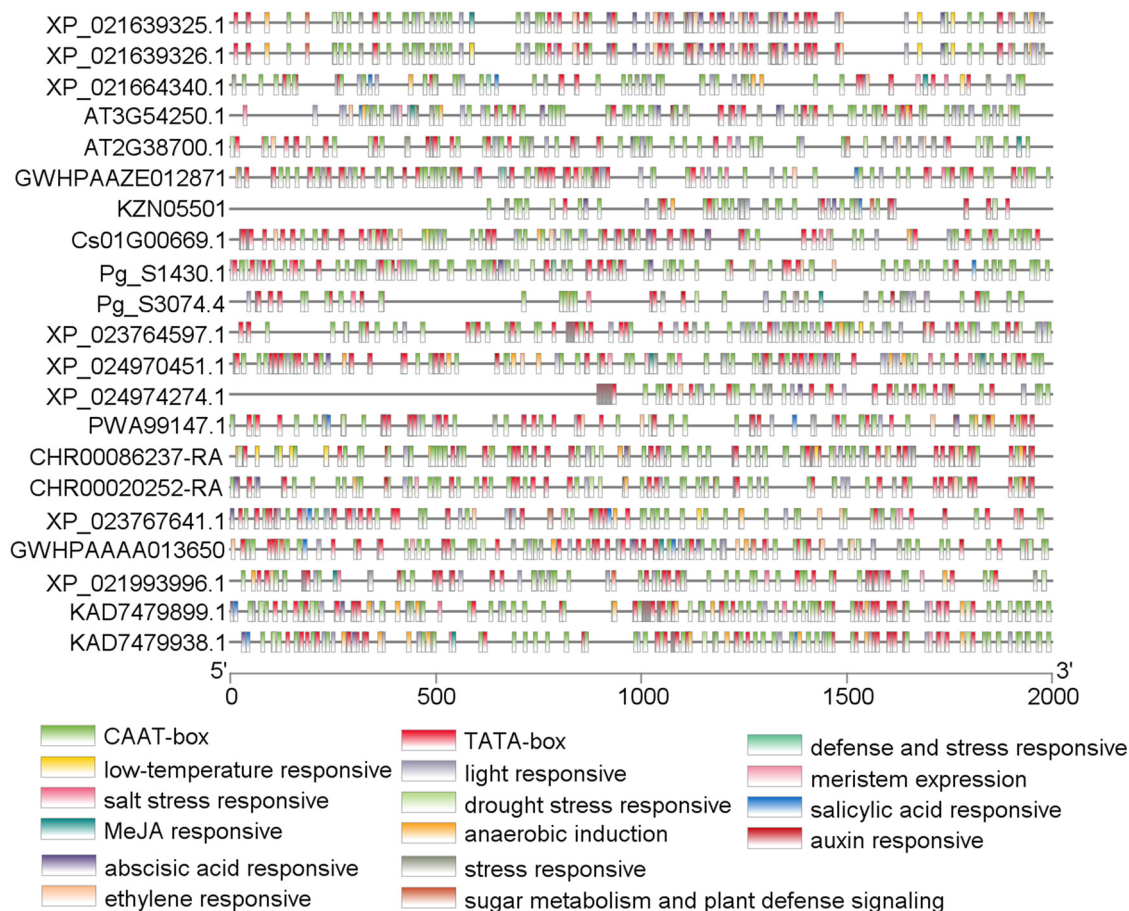 XP_021639325.1
XP_021639326.1
XP_021664340.1
AT3G54250.1
AT2G38700.1
GWHPAAZE012871
KZN05501
Cs01G00669.1
Pg_S1430.1
Pg_S3074.4
XP_023764597.1
XP_024970451.1
XP_024974274.1
PWA99147.1
CHR00086237-RA
CHR00020252-RA
XP_023767641.1
GWHPAAAA013650
XP_021993996.1
KAD7479899.1
KAD7479938.1
5' 3'
0 500 1000 1500 2000
CAAT-box TATA-box defense and stress responsive
low-temperature responsive light responsive meristem expression
salt stress responsive drought stress responsive salicylic acid responsive
MeJA responsive anaerobic induction auxin responsive
abscisic acid responsive stress responsive
ethylene responsive sugar metabolism and plant defense signaling